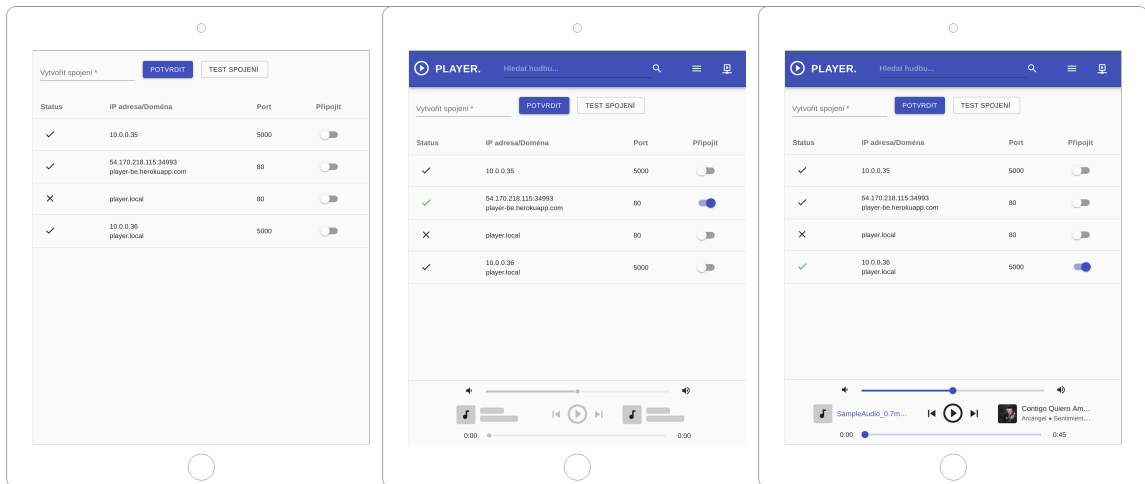 Vytvořit spojení *
POTVRDIT
TEST SPOJENÍ
Status IP adresa/Doména Port Připojit
10.0.0.35 5000
54.170.218.115:34993
player-be.herokuapp.com 80
player.local 80
10.0.0.36
player.local 5000
PLAYER. Hledat hudbu...
Vytvořit spojení *
POTVRDIT
TEST SPOJENÍ
Status IP adresa/Doména Port Připojit
10.0.0.35 5000
54.170.218.115:34993
player-be.herokuapp.com 80
player.local 80
10.0.0.36
player.local 5000
0:00 0:00
PLAYER. Hledat hudbu...
Vytvořit spojení *
POTVRDIT
TEST SPOJENÍ
Status IP adresa/Doména Port Připojit
10.0.0.35 5000
54.170.218.115:34993
player-be.herokuapp.com 80
player.local 80
10.0.0.36
player.local 5000
SampleAudio_0.7m...
Contigo Quiero Am...
Arcángel • Sentimient...
0:00 0:45